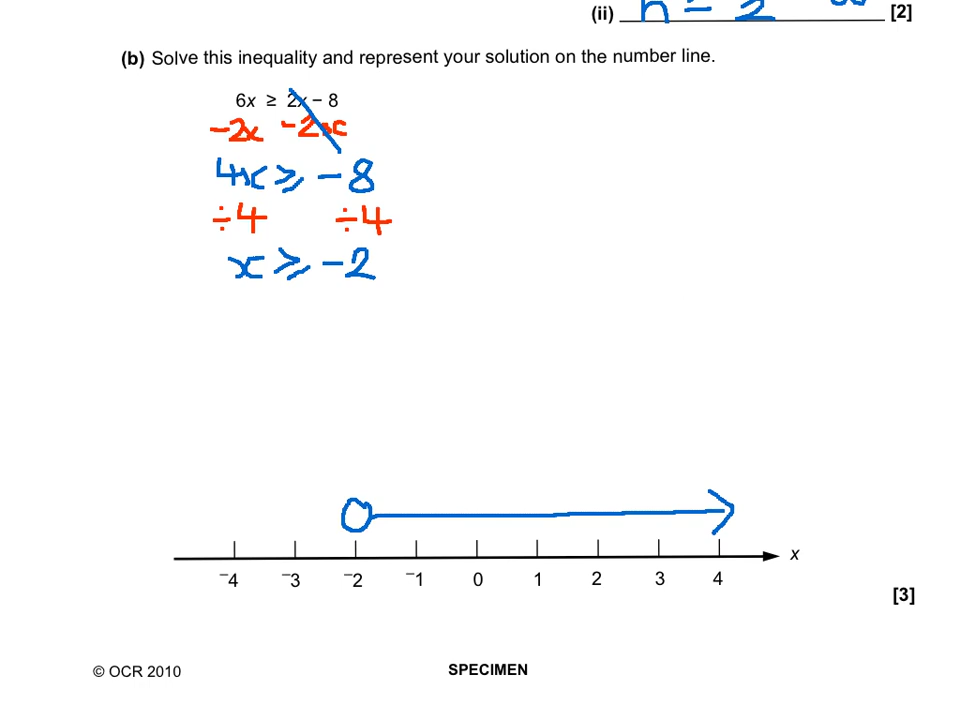 (ii) n = 2 [2]
(b) Solve this inequality and represent your solution on the number line.
6x ≥ 2x − 8
−2x −2x
4x ≥ −8
÷4 ÷4
x ≥ −2
x
⁻4 ⁻3 ⁻2 ⁻1 0 1 2 3 4
[3]
© OCR 2010 SPECIMEN